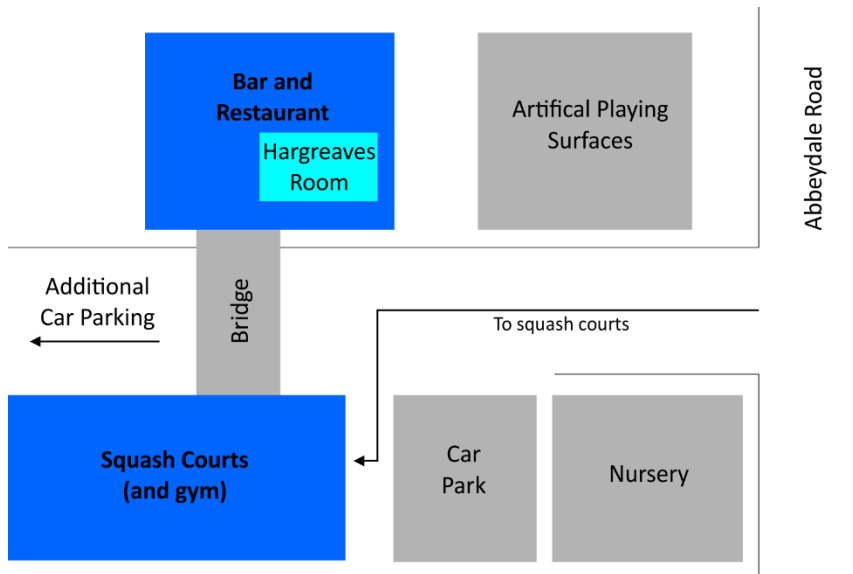 Bar and
Restaurant
Hargreaves
Room
Artifical Playing
Surfaces
Abbeydale Road
Additional
Car Parking
Bridge
To squash courts
Squash Courts
(and gym)
Car
Park
Nursery